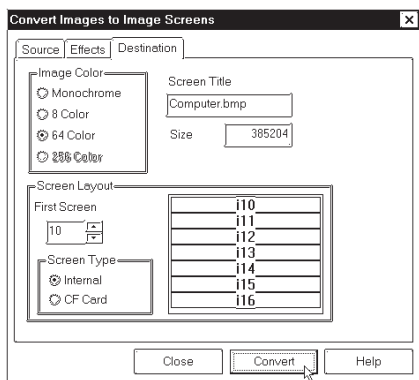 Convert Images to Image Screens
Source Effects Destination
Image Color
Monochrome
8 Color
64 Color
256 Color
Screen Title
Computer.bmp
Size 385204
Screen Layout
First Screen
10
Screen Type
Internal
CF Card
i10
i11
i12
i13
i14
i15
i16
Close Convert Help